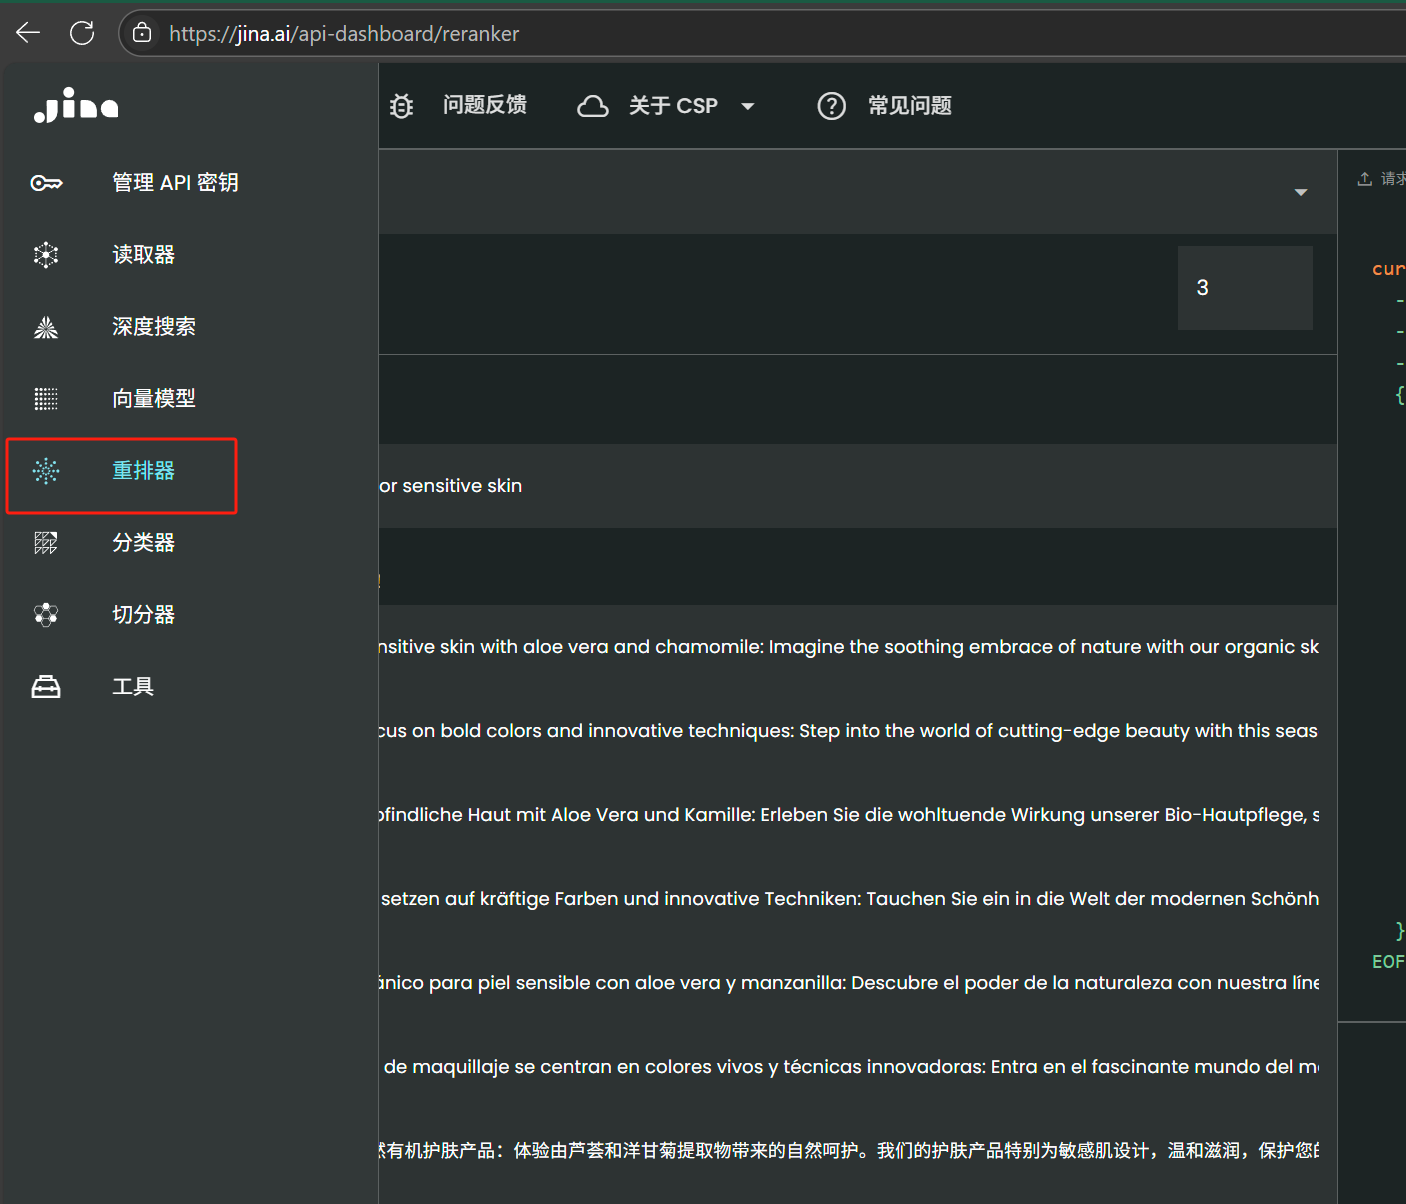 https://jina.ai/api-dashboard/reranker
jina
问题反馈
关于 CSP
常见问题
管理 API 密钥
读取器
深度搜索
向量模型
重排器
分类器
切分器
工具
3
or sensitive skin
!
nsitive skin with aloe vera and chamomile: Imagine the soothing embrace of nature with our organic sk
cus on bold colors and innovative techniques: Step into the world of cutting-edge beauty with this seas
pfindliche Haut mit Aloe Vera und Kamille: Erleben Sie die wohltuende Wirkung unserer Bio-Hautpflege, s
setzen auf kräftige Farben und innovative Techniken: Tauchen Sie ein in die Welt der modernen Schönh
ánico para piel sensible con aloe vera y manzanilla: Descubre el poder de la naturaleza con nuestra líne
de maquillaje se centran en colores vivos y técnicas innovadoras: Entra en el fascinante mundo del m
然有机护肤产品：体验由芦荟和洋甘菊提取物带来的自然呵护。我们的护肤产品特别为敏感肌设计，温和滋润，保护您的
请求
cur
-
-
-
{
}
EOF